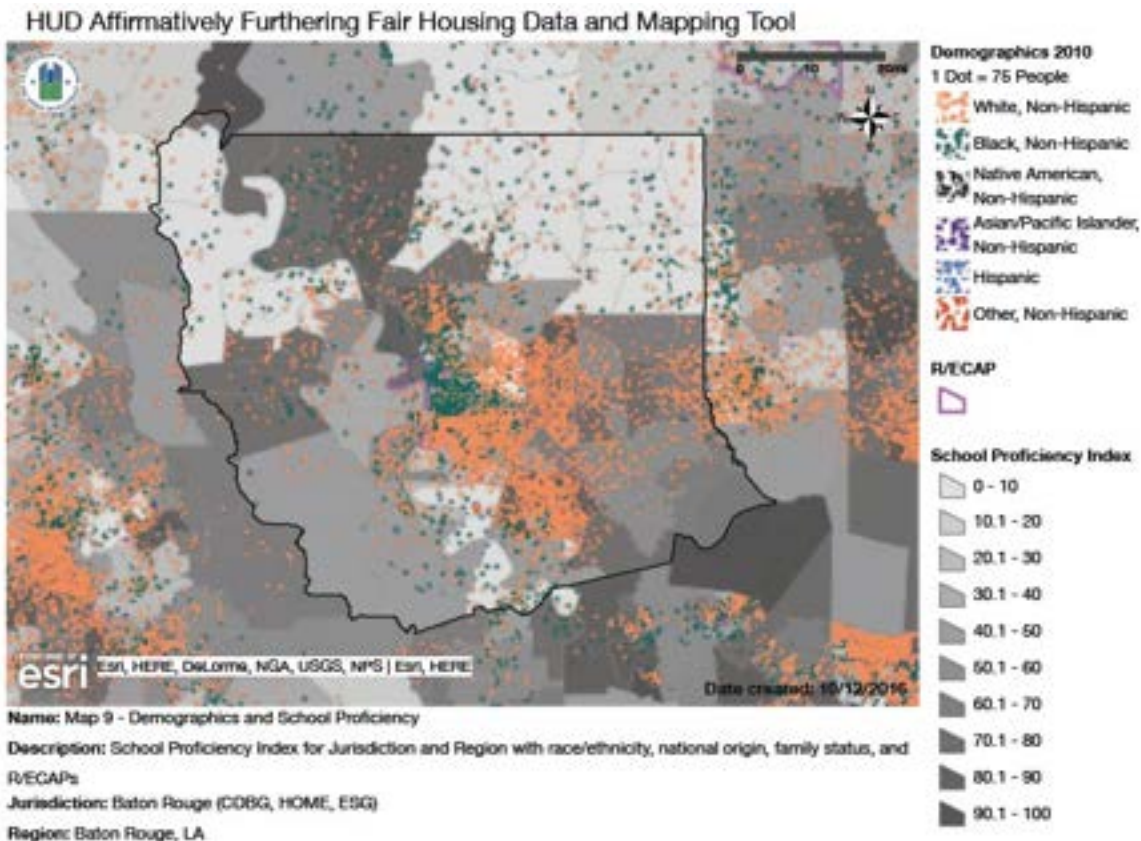 HUD Affirmatively Furthering Fair Housing Data and Mapping Tool
0 10 20mi
N
Demographics 2010
1 Dot = 75 People
White, Non-Hispanic
Black, Non-Hispanic
Native American,
Non-Hispanic
Asian/Pacific Islander,
Non-Hispanic
Hispanic
Other, Non-Hispanic
R/ECAP
School Proficiency Index
0 - 10
10.1 - 20
20.1 - 30
30.1 - 40
40.1 - 50
50.1 - 60
60.1 - 70
70.1 - 80
80.1 - 90
90.1 - 100
esri Esri, HERE, DeLorme, NGA, USGS, NPS | Esri, HERE
Date created: 10/12/2016
Name: Map 9 - Demographics and School Proficiency
Description: School Proficiency Index for Jurisdiction and Region with race/ethnicity, national origin, family status, and
R/ECAPs
Jurisdiction: Baton Rouge (CDBG, HOME, ESG)
Region: Baton Rouge, LA